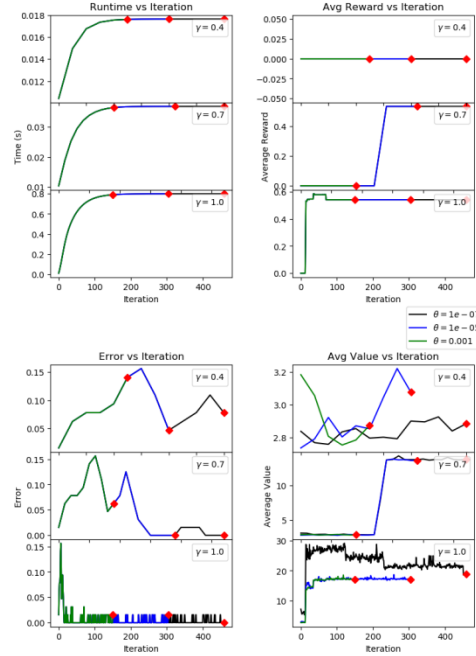 Runtime vs Iteration
0.018
0.016
0.014
0.012
γ = 0.4
0.03
0.02
0.01
γ = 0.7
Time (s)
0.8
0.6
0.4
0.2
0.0
γ = 1.0
0 100 200 300 400
Iteration
Avg Reward vs Iteration
0.050
0.025
0.000
−0.025
−0.050
γ = 0.4
0.4
0.2
0.0
γ = 0.7
Average Reward
0.6
0.4
0.2
0.0
γ = 1.0
0 100 200 300 400
Iteration
θ = 1e − 0
θ = 1e − 0
θ = 0.001
Error vs Iteration
0.15
0.10
0.05
γ = 0.4
0.15
0.10
0.05
0.00
γ = 0.7
Error
0.15
0.10
0.05
0.00
γ = 1.0
0 100 200 300 400
Iteration
Avg Value vs Iteration
3.2
3.0
2.8
γ = 0.4
15
10
5
γ = 0.7
Average Value
30
20
10
γ = 1.0
0 100 200 300 400
Iteration